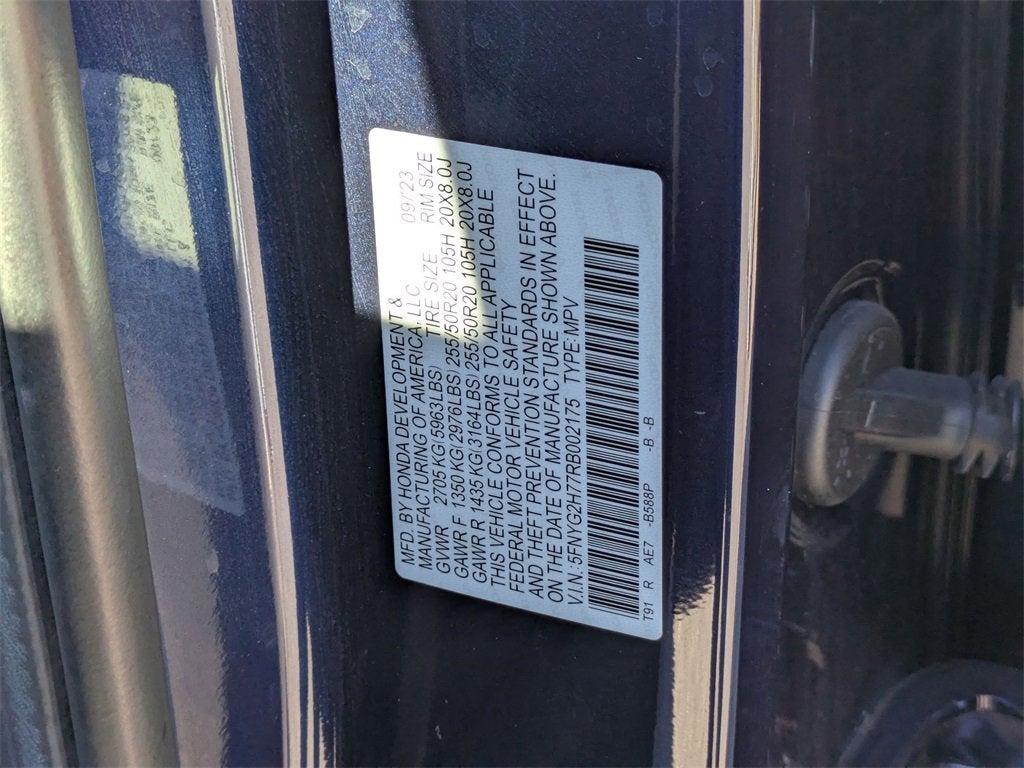 MFD. BY HONDA DEVELOPMENT &
MANUFACTURING OF AMERICA, LLC 09/23
GVWR 2705 KG(5963LBS) TIRE SIZE RIM SIZE
GAWR F 1350 KG(2976LBS) 255/50R20 105H 20X8.0J
GAWR R 1435 KG(3164LBS) 255/50R20 105H 20X8.0J
THIS VEHICLE CONFORMS TO ALL APPLICABLE
FEDERAL MOTOR VEHICLE SAFETY
AND THEFT PREVENTION STANDARDS IN EFFECT
ON THE DATE OF MANUFACTURE SHOWN ABOVE.
V.I.N.: 5FNYG2H77RB002175 TYPE:MPV
T91 R AE7 -B588P -B -B